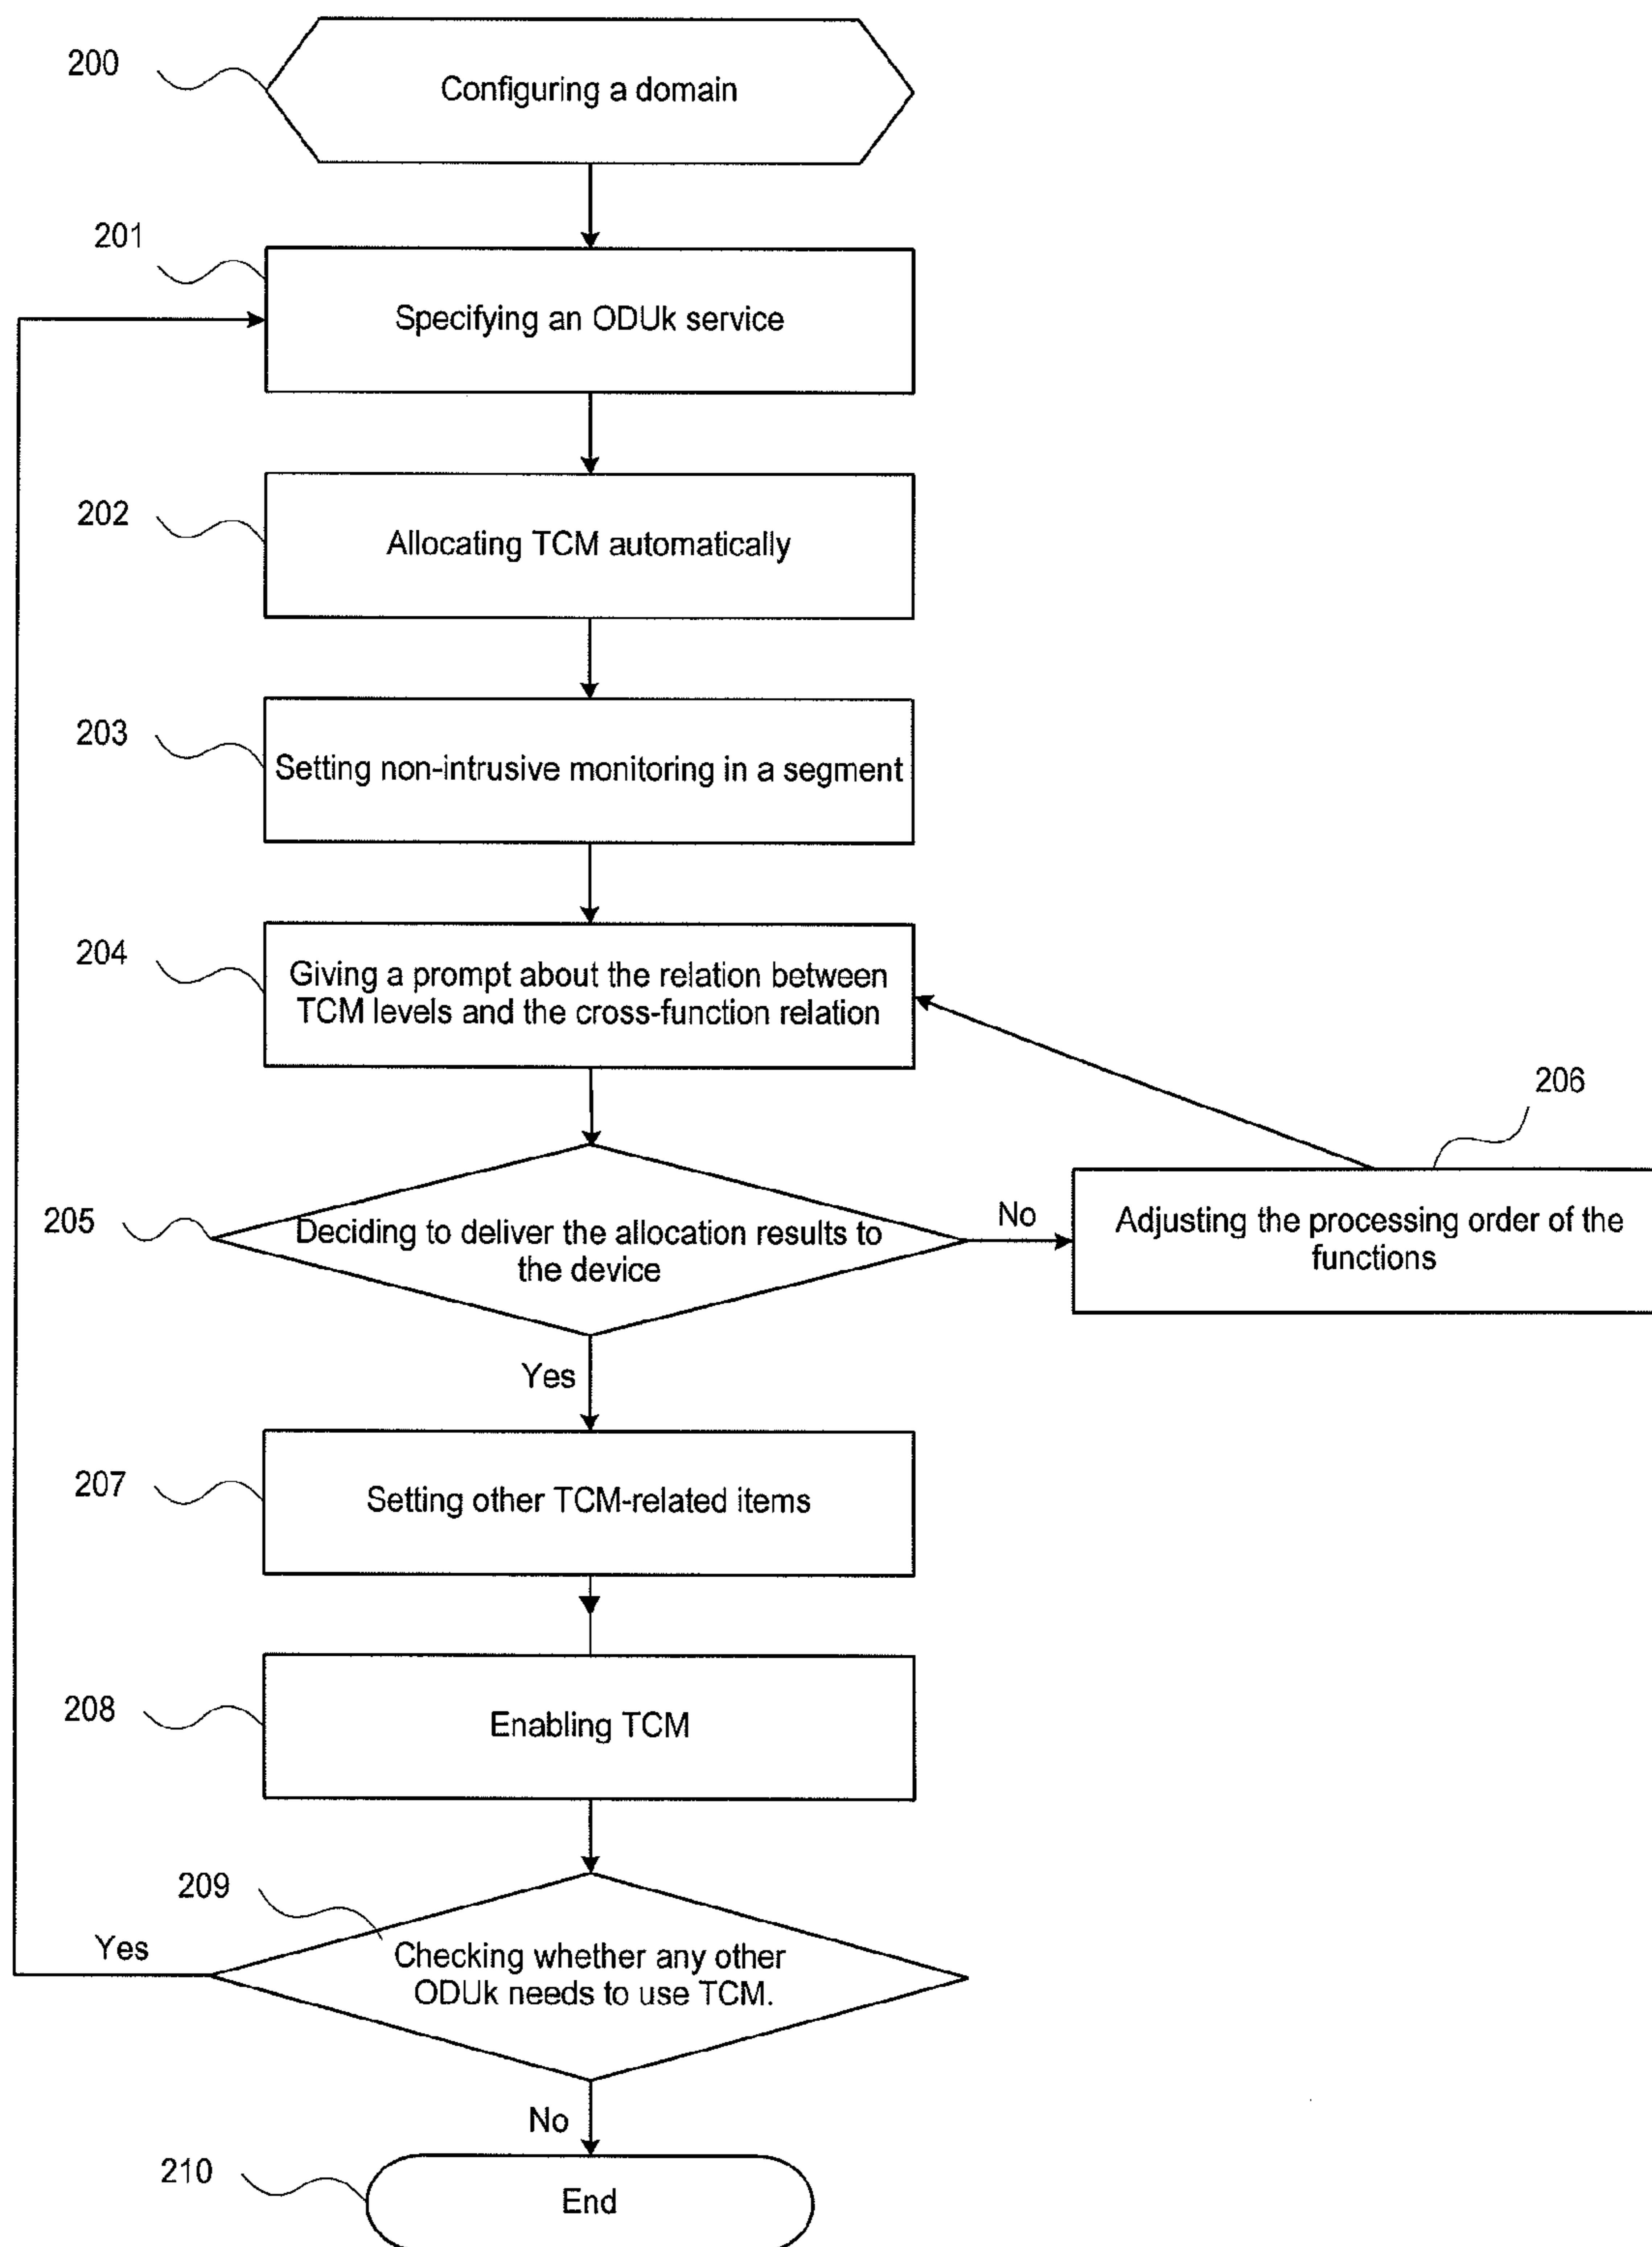 200
Configuring a domain
201
Specifying an ODUk service
202
Allocating TCM automatically
203
Setting non-intrusive monitoring in a segment
204
Giving a prompt about the relation between
TCM levels and the cross-function relation
206
205
Deciding to deliver the allocation results to
the device
No
Adjusting the processing order of the
functions
Yes
207
Setting other TCM-related items
208
Enabling TCM
209
Yes
Checking whether any other
ODUk needs to use TCM.
No
210
End